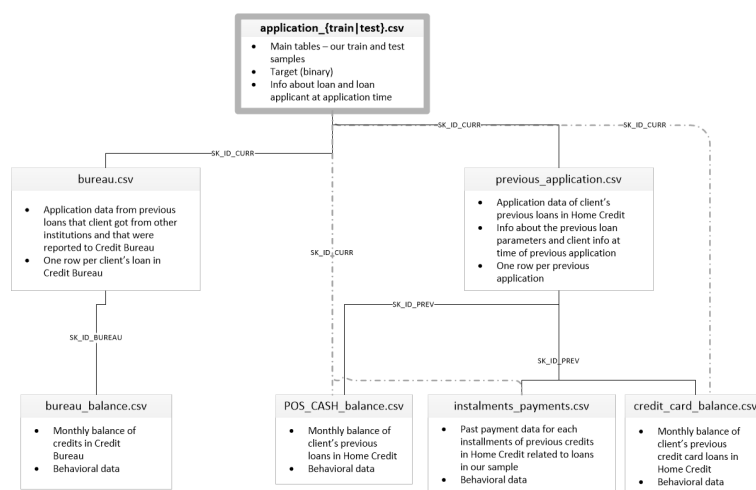 application_{train|test}.csv
• Main tables – our train and test
samples
• Target (binary)
• Info about loan and loan
applicant at application time
SK_ID_CURR
SK_ID_CURR
SK_ID_CURR
bureau.csv
• Application data from previous
loans that client got from other
institutions and that were
reported to Credit Bureau
• One row per client's loan in
Credit Bureau
previous_application.csv
• Application data of client's
previous loans in Home Credit
• Info about the previous loan
parameters and client info at
time of previous application
• One row per previous
application
SK_ID_CURR
SK_ID_PREV
SK_ID_BUREAU
SK_ID_PREV
bureau_balance.csv
• Monthly balance of
credits in Credit
Bureau
• Behavioral data
POS_CASH_balance.csv
• Monthly balance of
client's previous
loans in Home Credit
• Behavioral data
instalments_payments.csv
• Past payment data for each
installments of previous credits
in Home Credit related to loans
in our sample
• Behavioral data
credit_card_balance.csv
• Monthly balance of
client's previous
credit card loans in
Home Credit
• Behavioral data